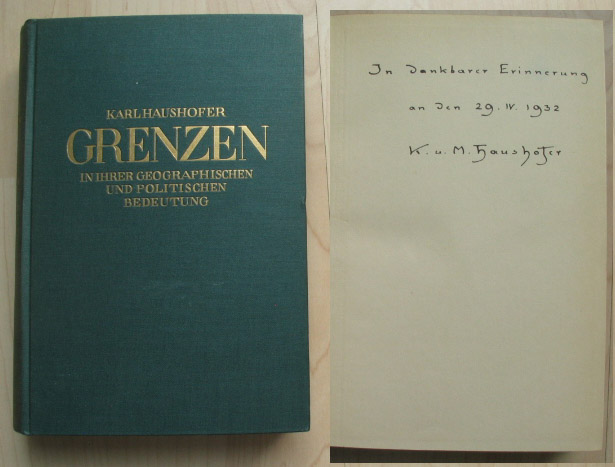 KARL HAUSHOFER
GRENZEN
IN IHRER GEOGRAPHISCHEN
UND POLITISCHEN
BEDEUTUNG
In dankbarer Erinnerung
an den 29. IV. 1932
K. u. M. Haushofer